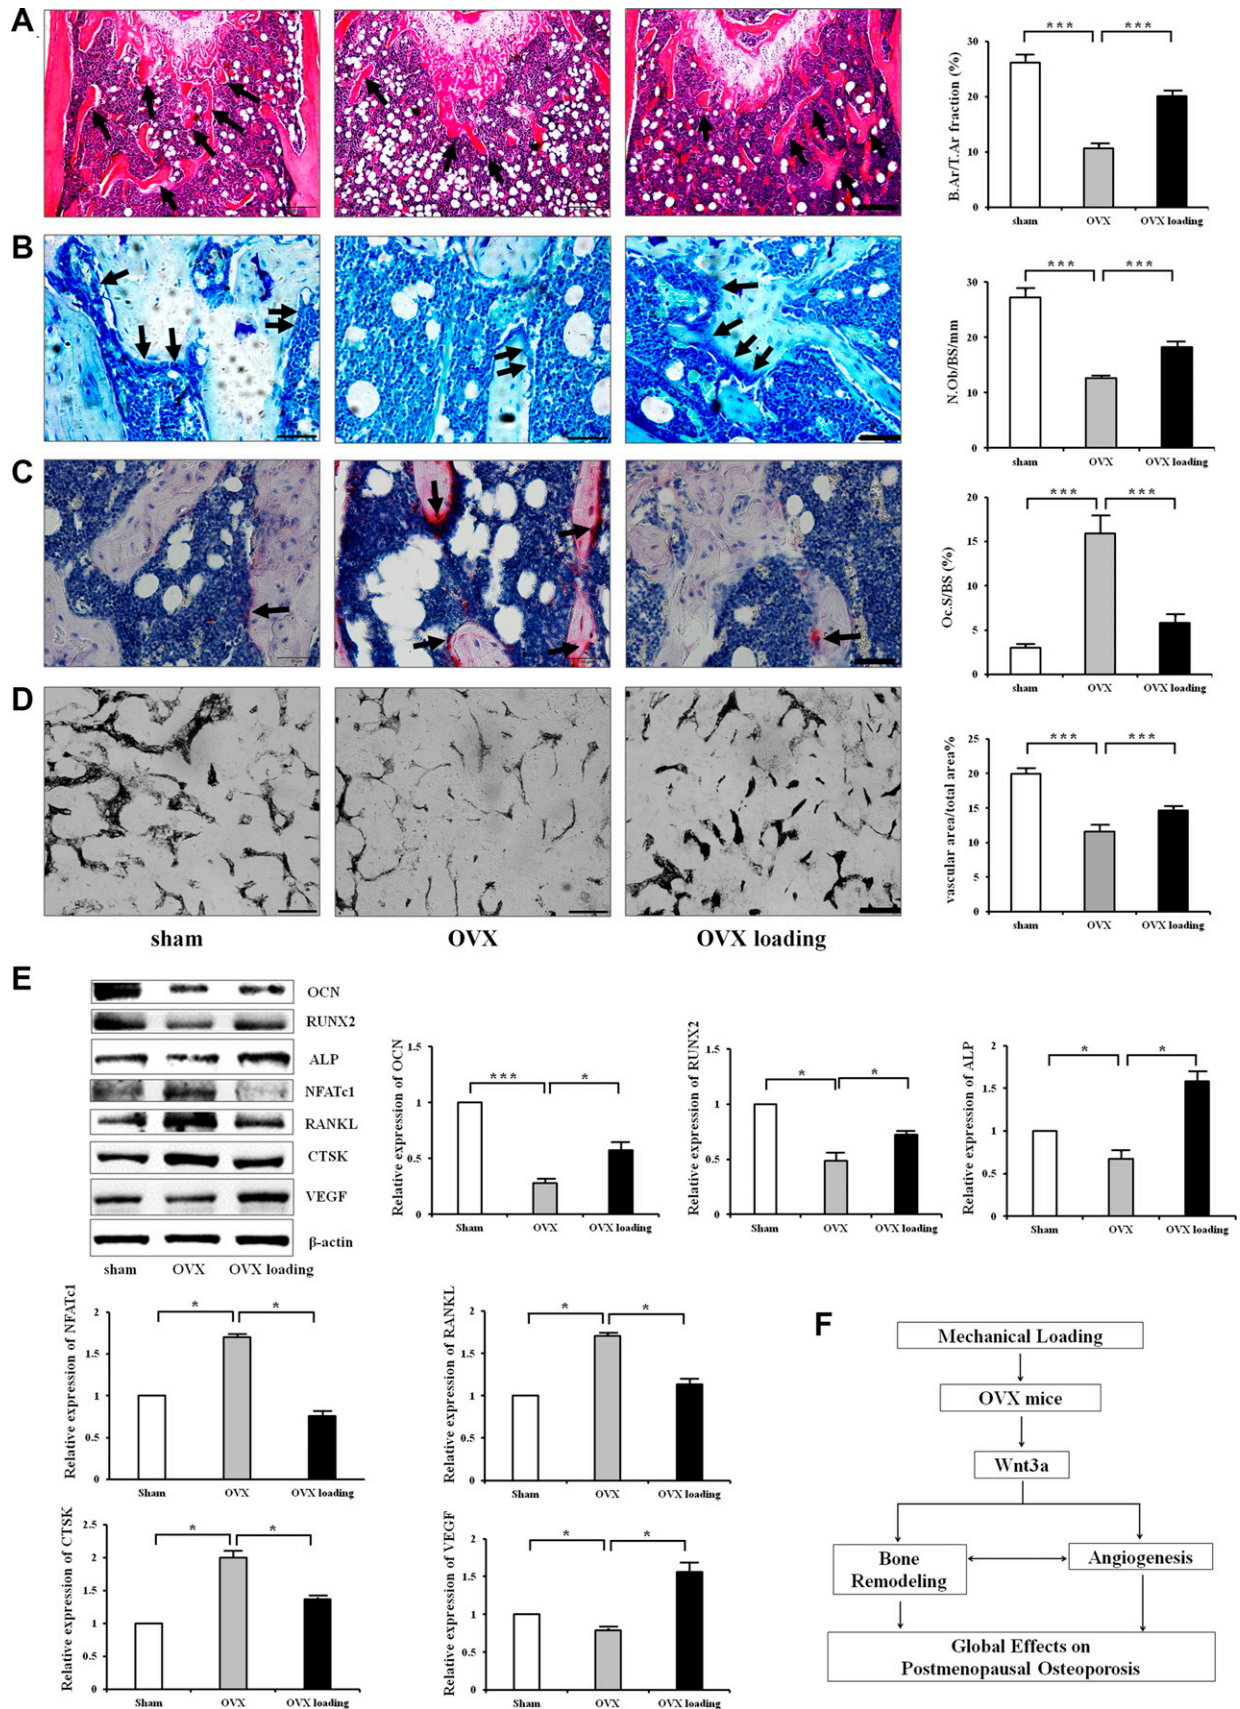 A
B.Ar/T.Ar fraction (%)
40
30
20
10
0
***
***
sham
OVX
OVX loading
B
N.Ob/BS/mm
30
20
10
0
***
***
sham
OVX
OVX loading
C
Oc.S/BS (%)
20
15
10
5
0
***
***
sham
OVX
OVX loading
D
vascular area/total area%
25
20
15
10
5
0
***
***
sham
OVX
OVX loading
sham
OVX
OVX loading
E
OCN
RUNX2
ALP
NFATc1
RANKL
CTSK
VEGF
β-actin
sham
OVX
OVX loading
Relative expression of OCN
1.5
1
0.5
0
***
*
Sham
OVX
OVX loading
Relative expression of RUNX2
1.5
1
0.5
0
*
*
Sham
OVX
OVX loading
Relative expression of ALP
2
1.5
1
0.5
0
*
*
Sham
OVX
OVX loading
Relative expression of NFATc1
2
1.5
1
0.5
0
*
*
Sham
OVX
OVX loading
Relative expression of RANKL
2
1.5
1
0.5
0
*
*
Sham
OVX
OVX loading
Relative expression of CTSK
2.5
2
1.5
1
0.5
0
*
*
Sham
OVX
OVX loading
Relative expression of VEGF
2
1.5
1
0.5
0
*
*
Sham
OVX
OVX loading
F
Mechanical Loading
OVX mice
Wnt3a
Bone
Remodeling
Angiogenesis
Global Effects on
Postmenopausal Osteoporosis